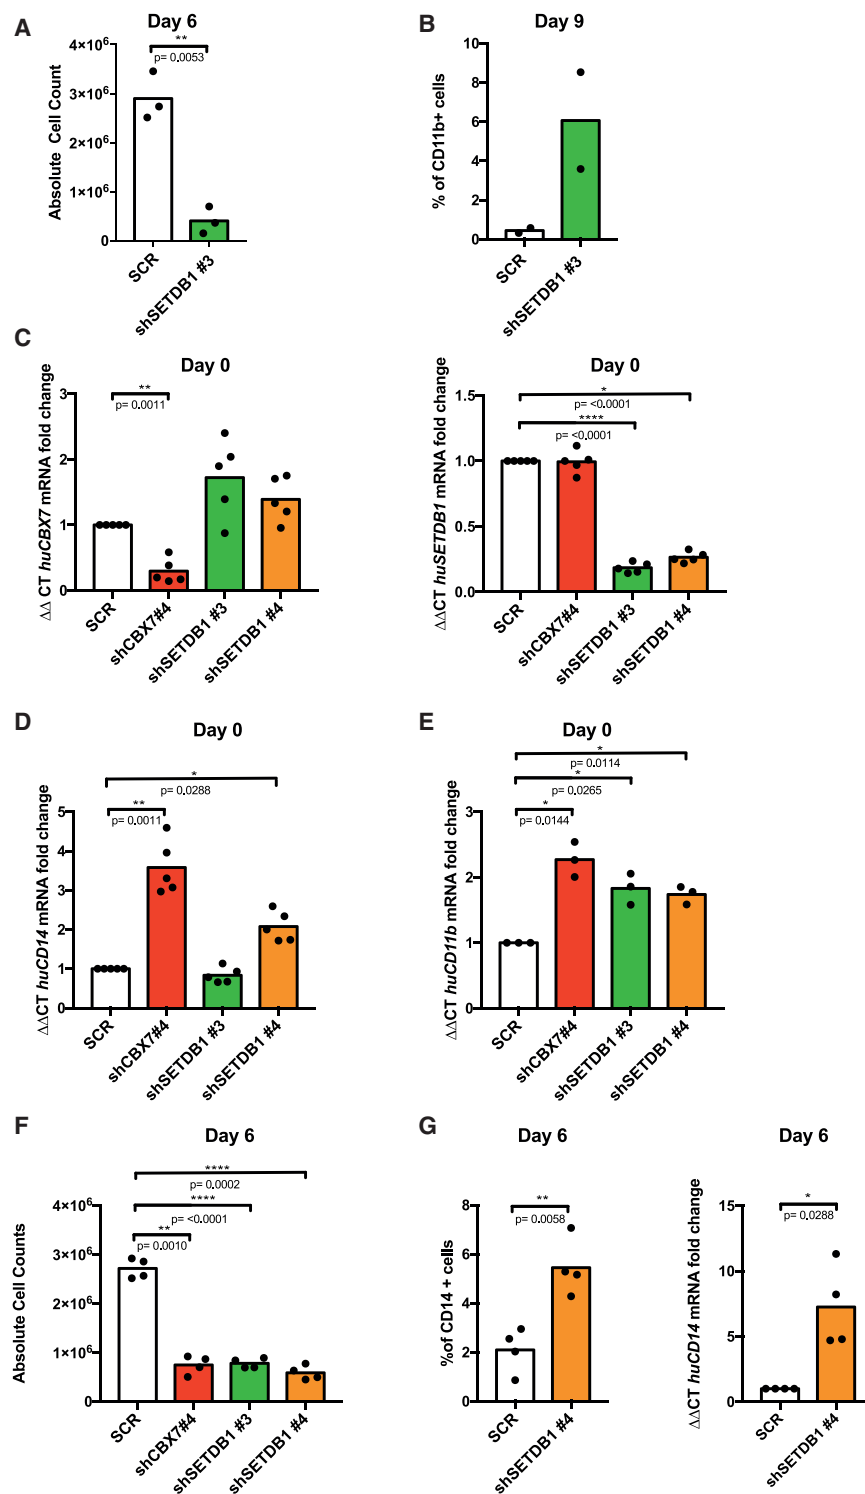 A
Day 6
**
p= 0.0053
Absolute Cell Count
4×10⁶
3×10⁶
2×10⁶
1×10⁶
0
SCR
shSETDB1 #3
B
Day 9
% of CD11b+ cells
10
8
6
4
2
0
SCR
shSETDB1 #3
C
Day 0
**
p= 0.0011
ΔΔ CT huCBX7 mRNA fold change
3
2
1
0
SCR
shCBX7#4
shSETDB1 #3
shSETDB1 #4
Day 0
*
p= <0.0001
****
p= <0.0001
ΔΔCT huSETDB1 mRNA fold change
1.5
1.0
0.5
0.0
SCR
shCBX7#4
shSETDB1 #3
shSETDB1 #4
D
Day 0
*
p= 0.0288
**
p= 0.0011
ΔΔCT huCD14 mRNA fold change
5
4
3
2
1
0
SCR
shCBX7#4
shSETDB1 #3
shSETDB1 #4
E
Day 0
*
p= 0.0114
*
p= 0.0265
*
p= 0.0144
ΔΔCT huCD11b mRNA fold change
3
2
1
0
SCR
shCBX7#4
shSETDB1 #3
shSETDB1 #4
F
Day 6
****
p= 0.0002
****
p= <0.0001
**
p= 0.0010
Absolute Cell Counts
4×10⁶
3×10⁶
2×10⁶
1×10⁶
0
SCR
shCBX7#4
shSETDB1 #3
shSETDB1 #4
G
Day 6
**
p= 0.0058
%of CD14 + cells
8
6
4
2
0
SCR
shSETDB1 #4
Day 6
*
p= 0.0288
ΔΔCT huCD14 mRNA fold change
15
10
5
0
SCR
shSETDB1 #4